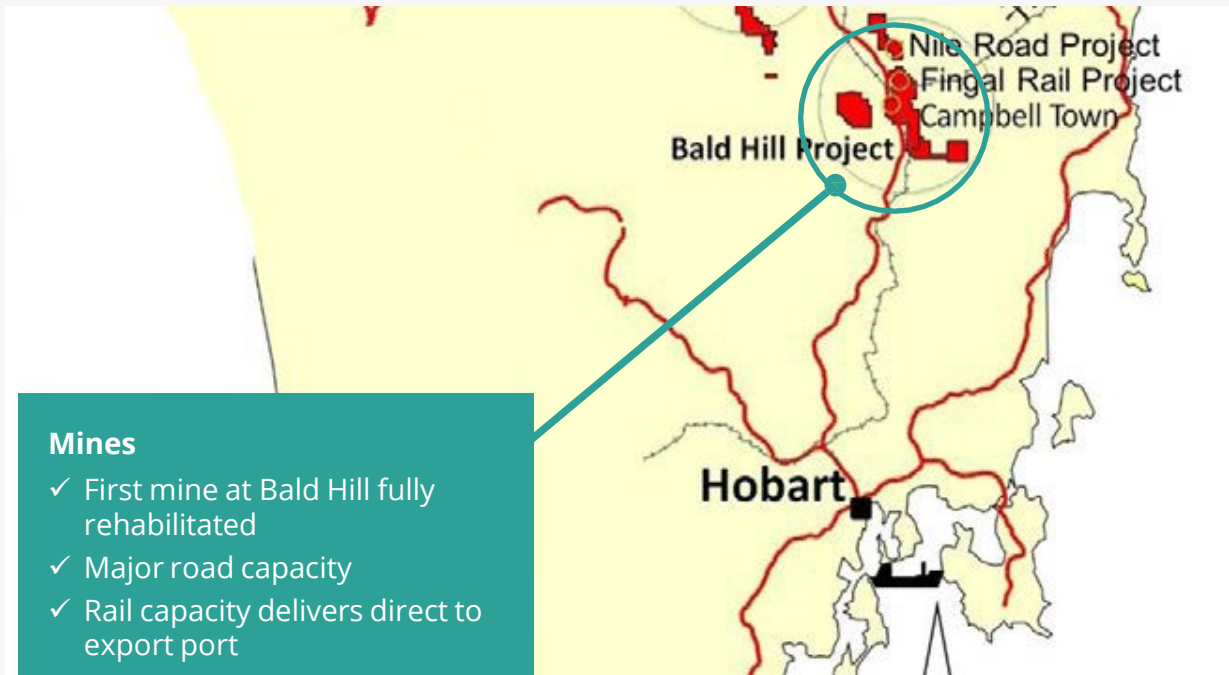 Nile Road Project
Fingal Rail Project
Campbell Town
Bald Hill Project
Hobart
Mines
✓ First mine at Bald Hill fully
rehabilitated
✓ Major road capacity
✓ Rail capacity delivers direct to
export port